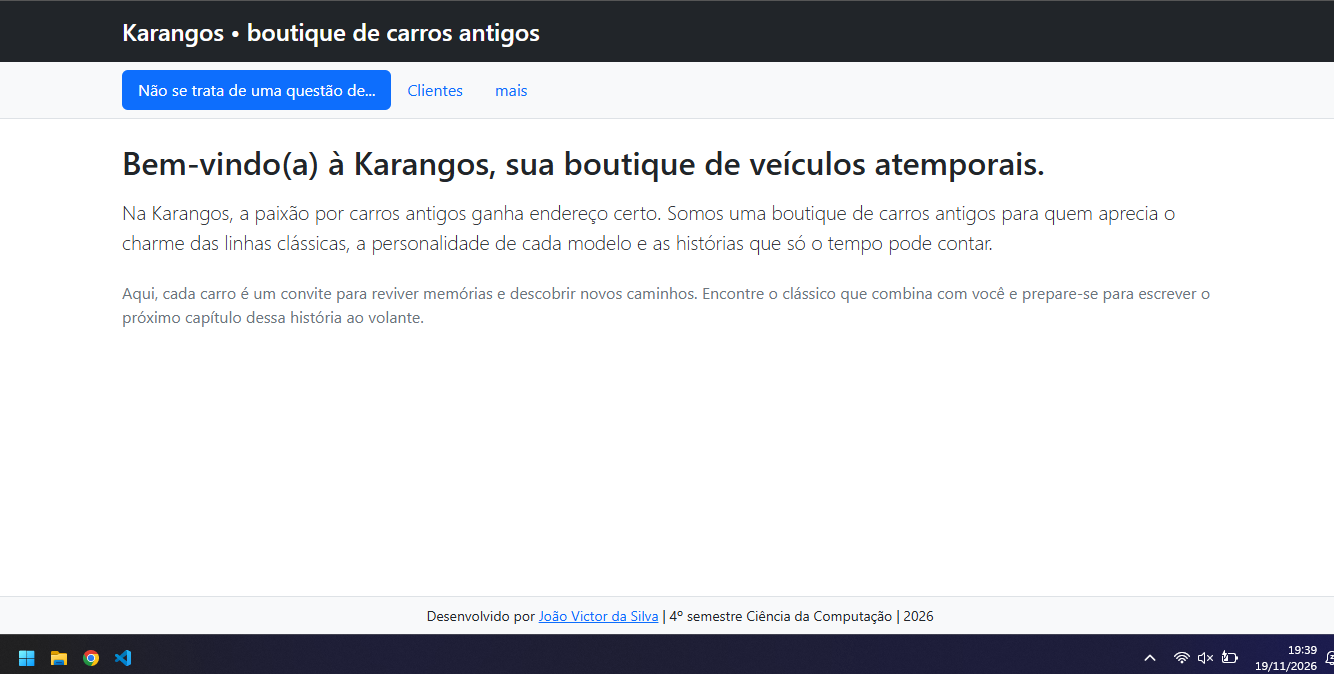 Karangos • boutique de carros antigos
Não se trata de uma questão de... Clientes mais
Bem-vindo(a) à Karangos, sua boutique de veículos atemporais.
Na Karangos, a paixão por carros antigos ganha endereço certo. Somos uma boutique de carros antigos para quem aprecia o
charme das linhas clássicas, a personalidade de cada modelo e as histórias que só o tempo pode contar.
Aqui, cada carro é um convite para reviver memórias e descobrir novos caminhos. Encontre o clássico que combina com você e prepare-se para escrever o
próximo capítulo dessa história ao volante.
Desenvolvido por João Victor da Silva | 4º semestre Ciência da Computação | 2026
19:39
19/11/2026